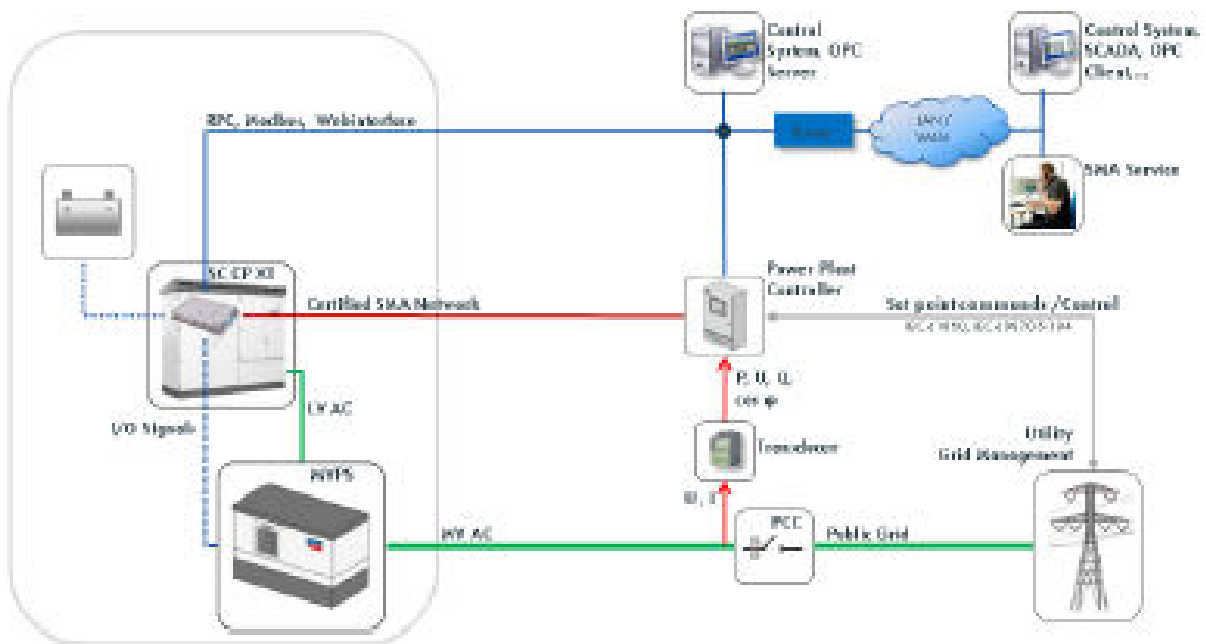 Control
System, OPC
Server
Control System,
SCADA, OPC
Client,...
RPC, Modbus, Webinterface
SMA Service
SC CP XT
Power Plant
Controller
Certified SMA Network
Set point commands /Control
P, U, Q,
cos φ
LV AC
I/O Signals
Transducer
Utility
Grid Management
MVPS
U, I
PCC
MV AC
Public Grid